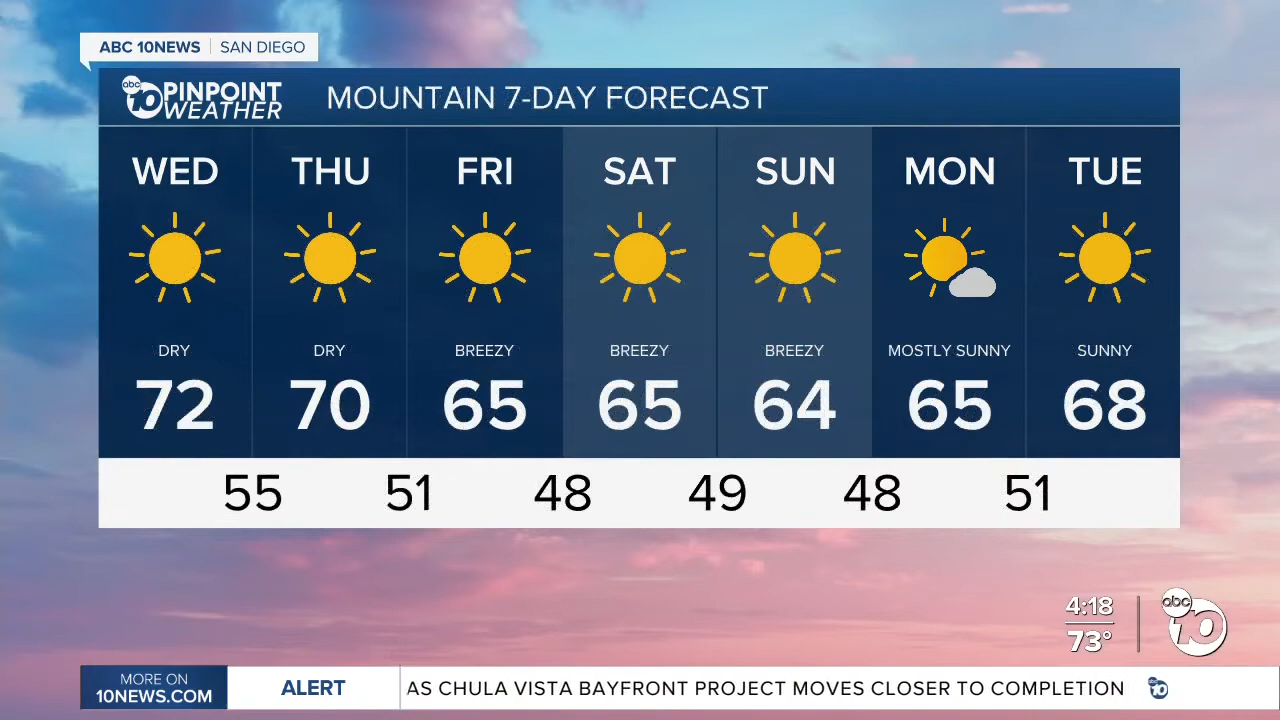 ABC 10NEWS | SAN DIEGO
abc 10 PINPOINT WEATHER
MOUNTAIN 7-DAY FORECAST
WED THU FRI SAT SUN MON TUE
DRY DRY BREEZY BREEZY BREEZY MOSTLY SUNNY SUNNY
72 70 65 65 64 65 68
55 51 48 49 48 51
4:18
73°
abc 10
MORE ON
10NEWS.COM
ALERT
AS CHULA VISTA BAYFRONT PROJECT MOVES CLOSER TO COMPLETION abc 10